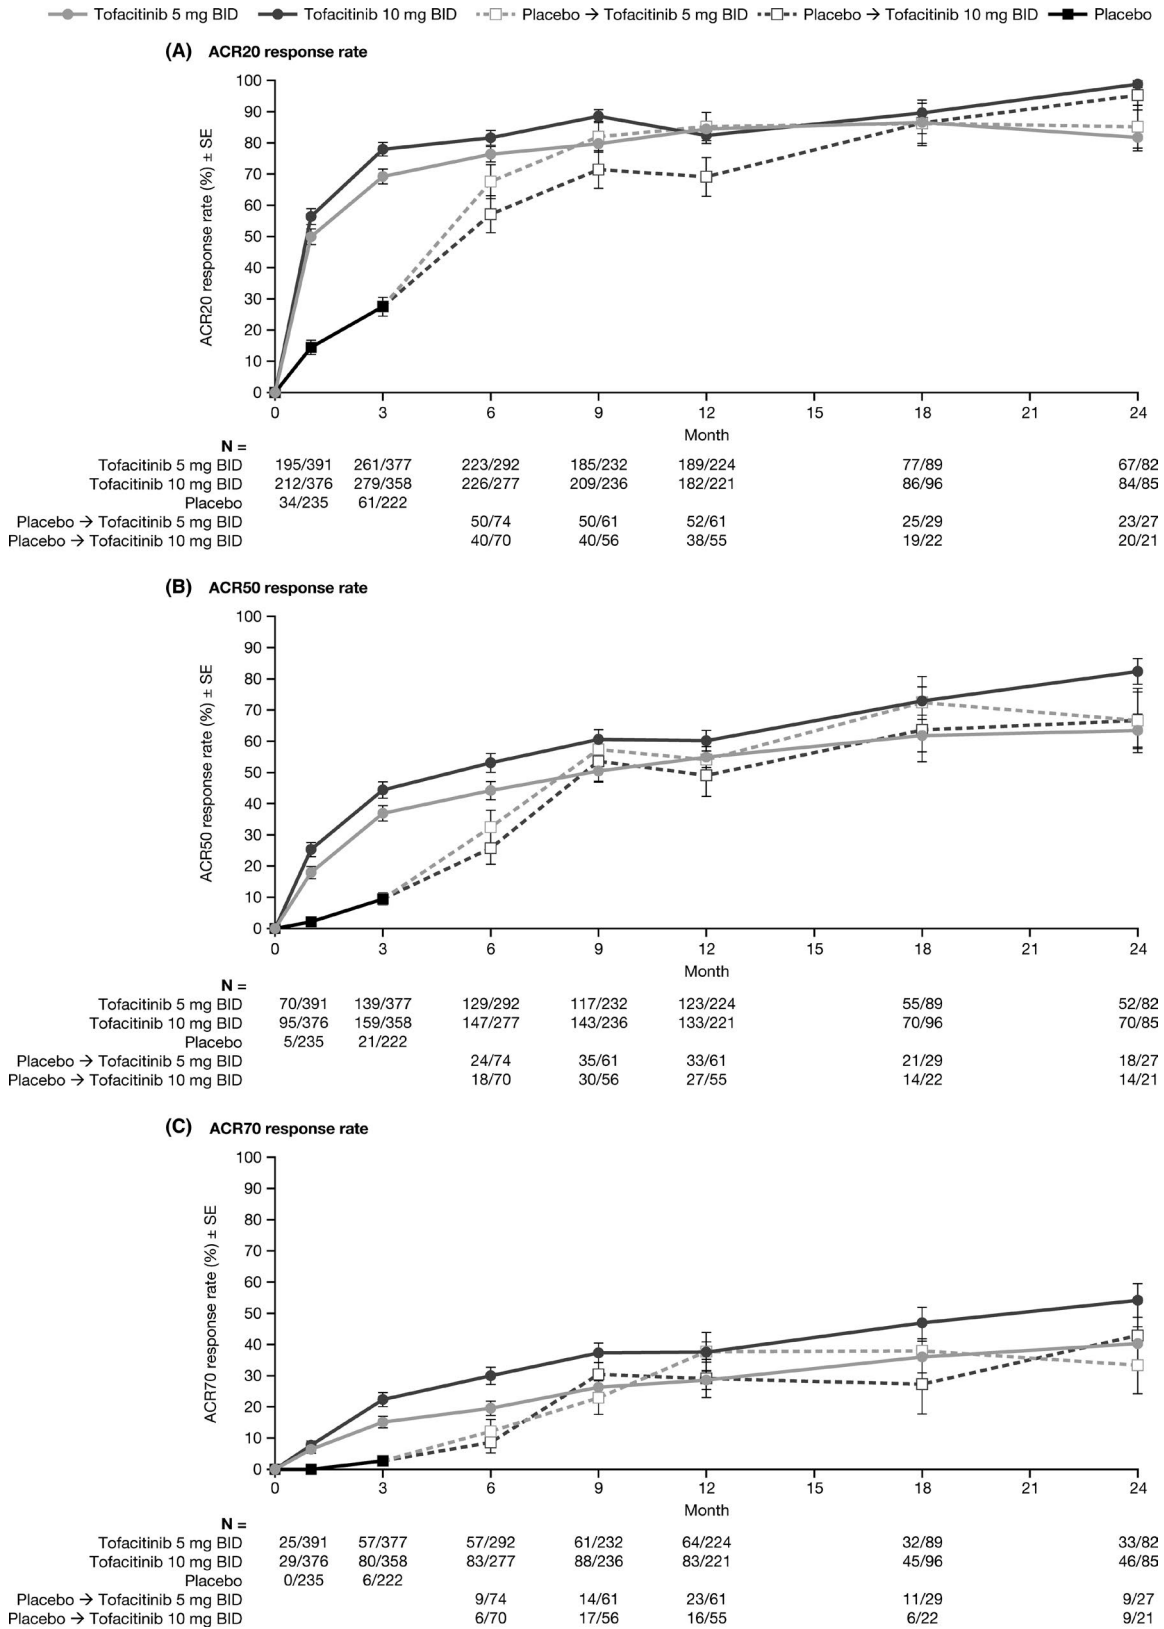 Tofacitinib 5 mg BID Tofacitinib 10 mg BID Placebo → Tofacitinib 5 mg BID Placebo → Tofacitinib 10 mg BID Placebo
(A) ACR20 response rate
ACR20 response rate (%) ± SE
100
90
80
70
60
50
40
30
20
10
0
0 3 6 9 12 15 18 21 24
Month
N =
Tofacitinib 5 mg BID 195/391 261/377 223/292 185/232 189/224 77/89 67/82
Tofacitinib 10 mg BID 212/376 279/358 226/277 209/236 182/221 86/96 84/85
Placebo 34/235 61/222
Placebo → Tofacitinib 5 mg BID 50/74 50/61 52/61 25/29 23/27
Placebo → Tofacitinib 10 mg BID 40/70 40/56 38/55 19/22 20/21
(B) ACR50 response rate
ACR50 response rate (%) ± SE
100
90
80
70
60
50
40
30
20
10
0
0 3 6 9 12 15 18 21 24
Month
N =
Tofacitinib 5 mg BID 70/391 139/377 129/292 117/232 123/224 55/89 52/82
Tofacitinib 10 mg BID 95/376 159/358 147/277 143/236 133/221 70/96 70/85
Placebo 5/235 21/222
Placebo → Tofacitinib 5 mg BID 24/74 35/61 33/61 21/29 18/27
Placebo → Tofacitinib 10 mg BID 18/70 30/56 27/55 14/22 14/21
(C) ACR70 response rate
ACR70 response rate (%) ± SE
100
90
80
70
60
50
40
30
20
10
0
0 3 6 9 12 15 18 21 24
Month
N =
Tofacitinib 5 mg BID 25/391 57/377 57/292 61/232 64/224 32/89 33/82
Tofacitinib 10 mg BID 29/376 80/358 83/277 88/236 83/221 45/96 46/85
Placebo 0/235 6/222
Placebo → Tofacitinib 5 mg BID 9/74 14/61 23/61 11/29 9/27
Placebo → Tofacitinib 10 mg BID 6/70 17/56 16/55 6/22 9/21